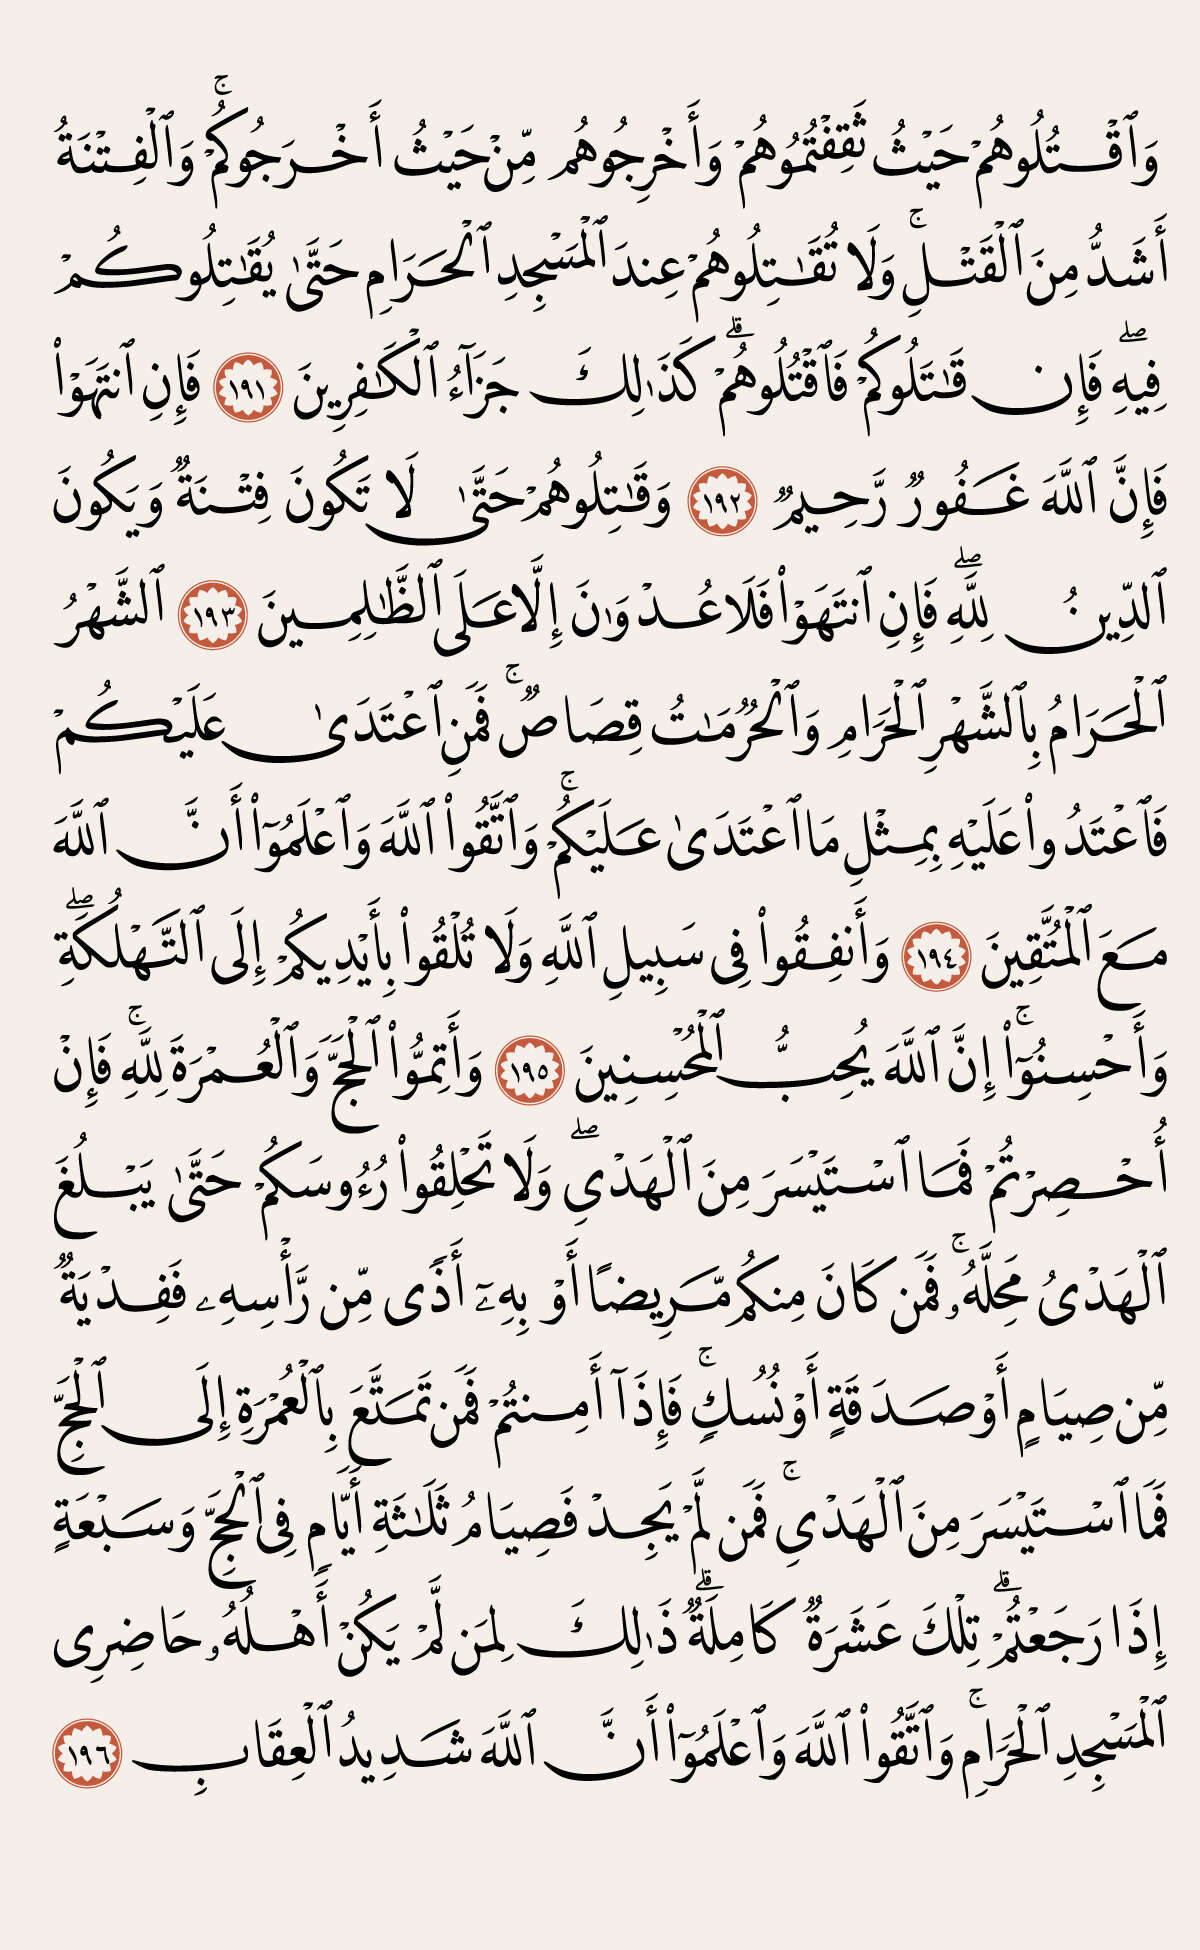 وَٱقۡتُلُوهُمۡ حَيۡثُ ثَقِفۡتُمُوهُمۡ وَأَخۡرِجُوهُم مِّنۡ حَيۡثُ أَخۡرَجُوكُمۡۚ وَٱلۡفِتۡنَةُ
أَشَدُّ مِنَ ٱلۡقَتۡلِۚ وَلَا تُقَٰتِلُوهُمۡ عِندَ ٱلۡمَسۡجِدِ ٱلۡحَرَامِ حَتَّىٰ يُقَٰتِلُوكُمۡ
فِيهِۖ فَإِن قَٰتَلُوكُمۡ فَٱقۡتُلُوهُمۡۗ كَذَٰلِكَ جَزَآءُ ٱلۡكَٰفِرِينَ ١٩١ فَإِنِ ٱنتَهَوۡاْ
فَإِنَّ ٱللَّهَ غَفُورٞ رَّحِيمٞ ١٩٢ وَقَٰتِلُوهُمۡ حَتَّىٰ لَا تَكُونَ فِتۡنَةٞ وَيَكُونَ
ٱلدِّينُ لِلَّهِۖ فَإِنِ ٱنتَهَوۡاْ فَلَا عُدۡوَٰنَ إِلَّا عَلَى ٱلظَّٰلِمِينَ ١٩٣ ٱلشَّهۡرُ
ٱلۡحَرَامُ بِٱلشَّهۡرِ ٱلۡحَرَامِ وَٱلۡحُرُمَٰتُ قِصَاصٞۚ فَمَنِ ٱعۡتَدَىٰ عَلَيۡكُمۡ
فَٱعۡتَدُواْ عَلَيۡهِ بِمِثۡلِ مَا ٱعۡتَدَىٰ عَلَيۡكُمۡۚ وَٱتَّقُواْ ٱللَّهَ وَٱعۡلَمُوٓاْ أَنَّ ٱللَّهَ
مَعَ ٱلۡمُتَّقِينَ ١٩٤ وَأَنفِقُواْ فِي سَبِيلِ ٱللَّهِ وَلَا تُلۡقُواْ بِأَيۡدِيكُمۡ إِلَى ٱلتَّهۡلُكَةِۖ
وَأَحۡسِنُوٓاْۚ إِنَّ ٱللَّهَ يُحِبُّ ٱلۡمُحۡسِنِينَ ١٩٥ وَأَتِمُّواْ ٱلۡحَجَّ وَٱلۡعُمۡرَةَ لِلَّهِۚ فَإِنۡ
أُحۡصِرۡتُمۡ فَمَا ٱسۡتَيۡسَرَ مِنَ ٱلۡهَدۡيِۖ وَلَا تَحۡلِقُواْ رُءُوسَكُمۡ حَتَّىٰ يَبۡلُغَ
ٱلۡهَدۡيُ مَحِلَّهُۥۚ فَمَن كَانَ مِنكُم مَّرِيضًا أَوۡ بِهِۦٓ أَذٗى مِّن رَّأۡسِهِۦ فَفِدۡيَةٞ
مِّن صِيَامٍ أَوۡ صَدَقَةٍ أَوۡ نُسُكٖۚ فَإِذَآ أَمِنتُمۡ فَمَن تَمَتَّعَ بِٱلۡعُمۡرَةِ إِلَى ٱلۡحَجِّ
فَمَا ٱسۡتَيۡسَرَ مِنَ ٱلۡهَدۡيِۚ فَمَن لَّمۡ يَجِدۡ فَصِيَامُ ثَلَٰثَةِ أَيَّامٖ فِي ٱلۡحَجِّ وَسَبۡعَةٍ
إِذَا رَجَعۡتُمۡۗ تِلۡكَ عَشَرَةٞ كَامِلَةٞۗ ذَٰلِكَ لِمَن لَّمۡ يَكُنۡ أَهۡلُهُۥ حَاضِرِي
ٱلۡمَسۡجِدِ ٱلۡحَرَامِۚ وَٱتَّقُواْ ٱللَّهَ وَٱعۡلَمُوٓاْ أَنَّ ٱللَّهَ شَدِيدُ ٱلۡعِقَابِ ١٩٦